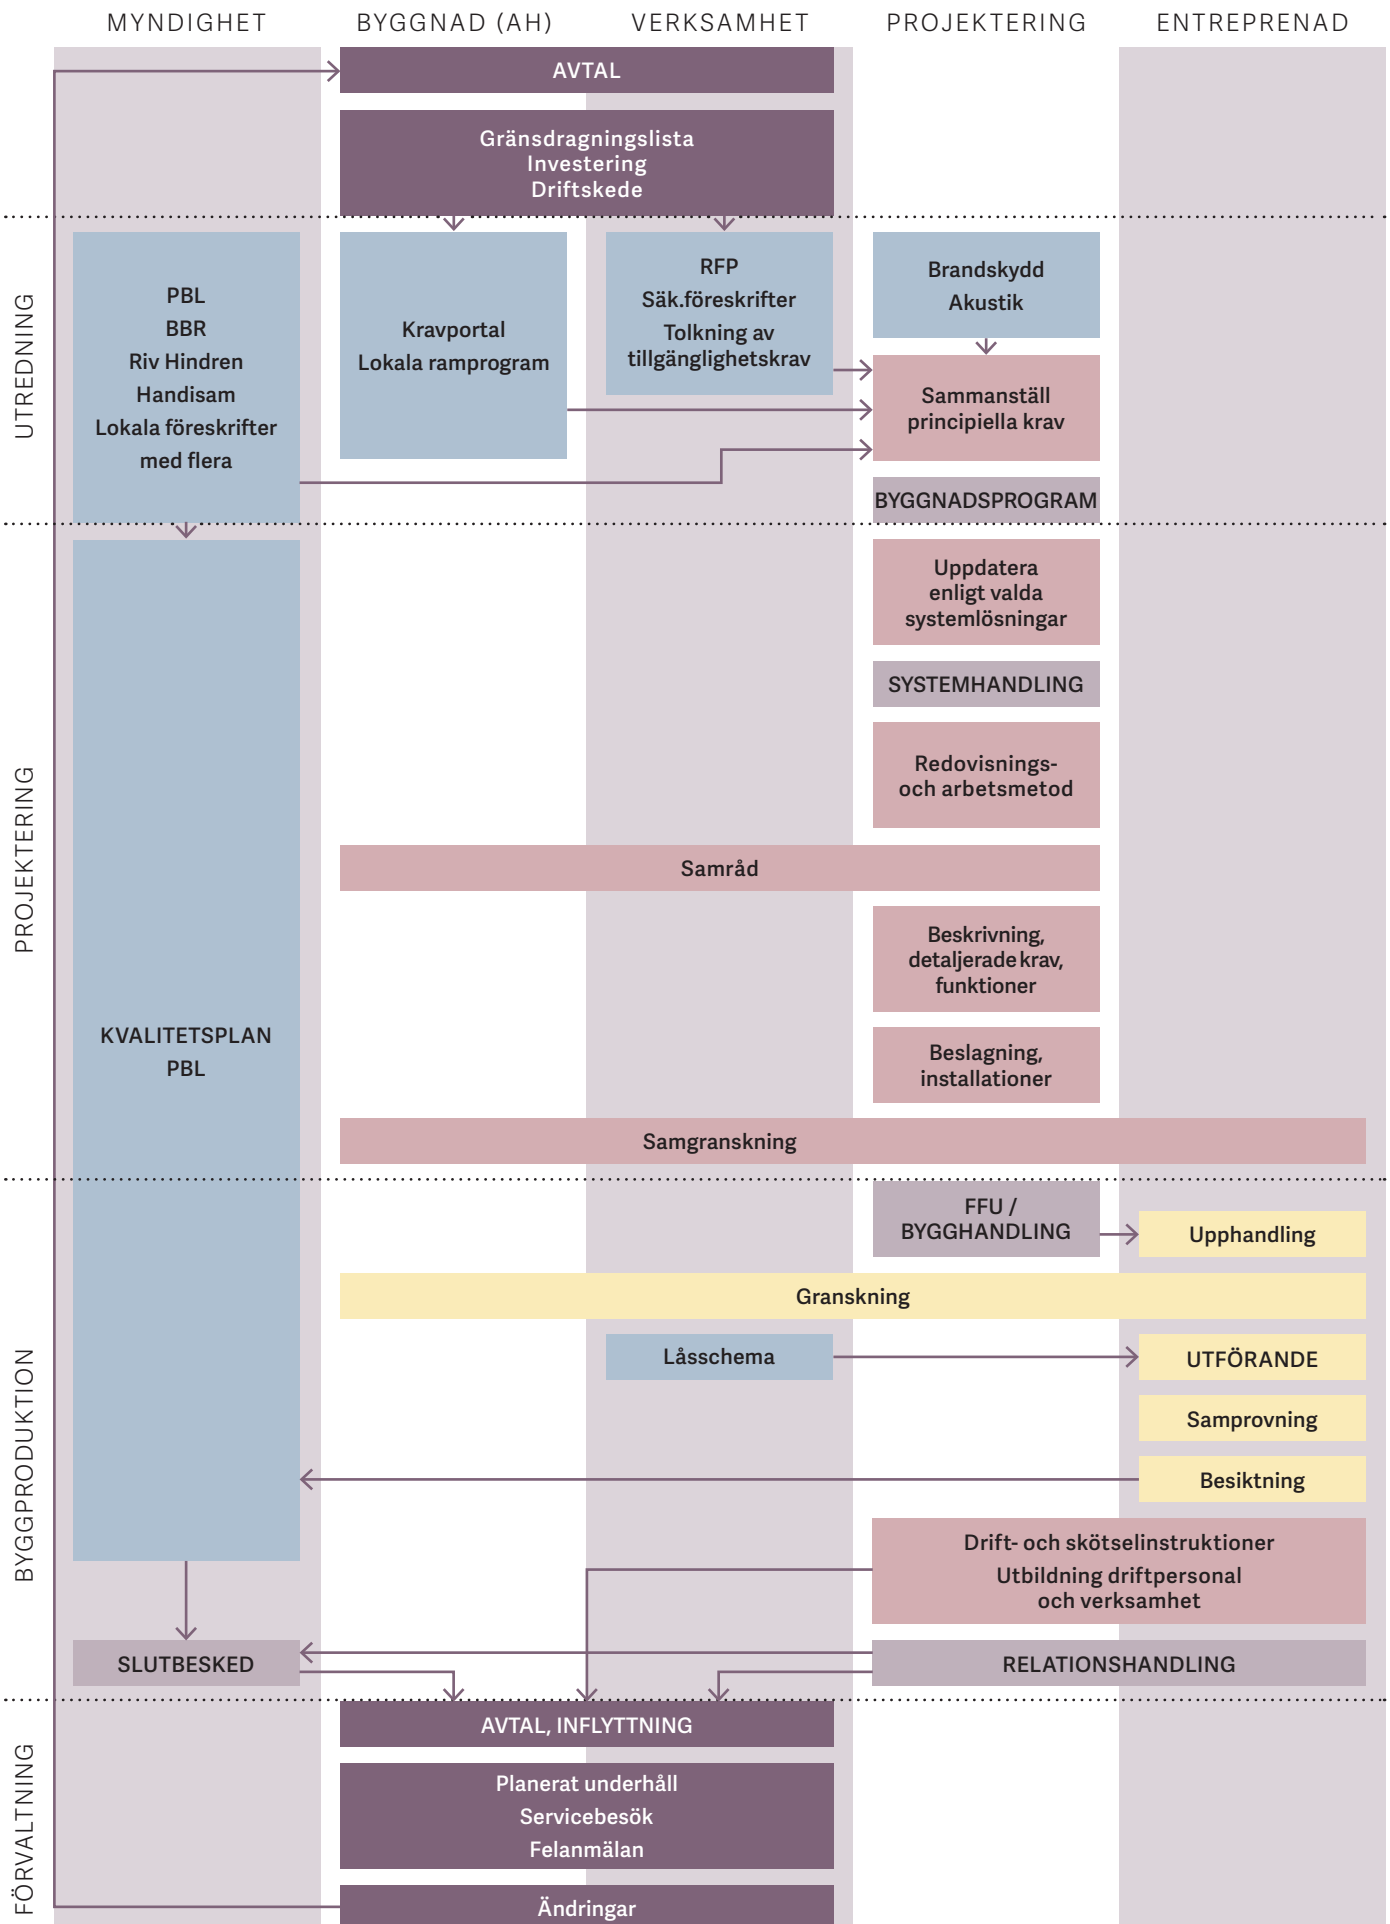 MYNDIGHET
BYGGNAD (AH)
VERKSAMHET
PROJEKTERING
ENTREPRENAD
AVTAL
Gränsdragningslista
Investering
Driftskede
UTREDNING
PBL
BBR
Riv Hindren
Handisam
Lokala föreskrifter
med flera
Kravportal
Lokala ramprogram
RFP
Säk.föreskrifter
Tolkning av
tillgänglighetskrav
Brandskydd
Akustik
Sammanställ
principiella krav
BYGGNADSPROGRAM
PROJEKTERING
KVALITETSPLAN
PBL
Uppdatera
enligt valda
systemlösningar
SYSTEMHANDLING
Redovisnings-
och arbetsmetod
Samråd
Beskrivning,
detaljerade krav,
funktioner
Beslagning,
installationer
Samgranskning
BYGGPRODUKTION
FFU /
BYGGHANDLING
Upphandling
Granskning
Låsschema
UTFÖRANDE
Samprovning
Besiktning
Drift- och skötselinstruktioner
Utbildning driftpersonal
och verksamhet
SLUTBESKED
RELATIONSHANDLING
FÖRVALTNING
AVTAL, INFLYTTNING
Planerat underhåll
Servicebesök
Felanmälan
Ändringar